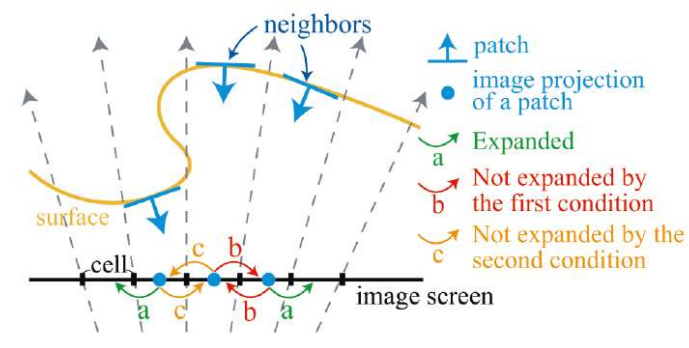 neighbors
patch
image projection
of a patch
Expanded
a
Not expanded by
the first condition
b
Not expanded by the
second condition
c
surface
cell
c
b
a
c
b
a
image screen